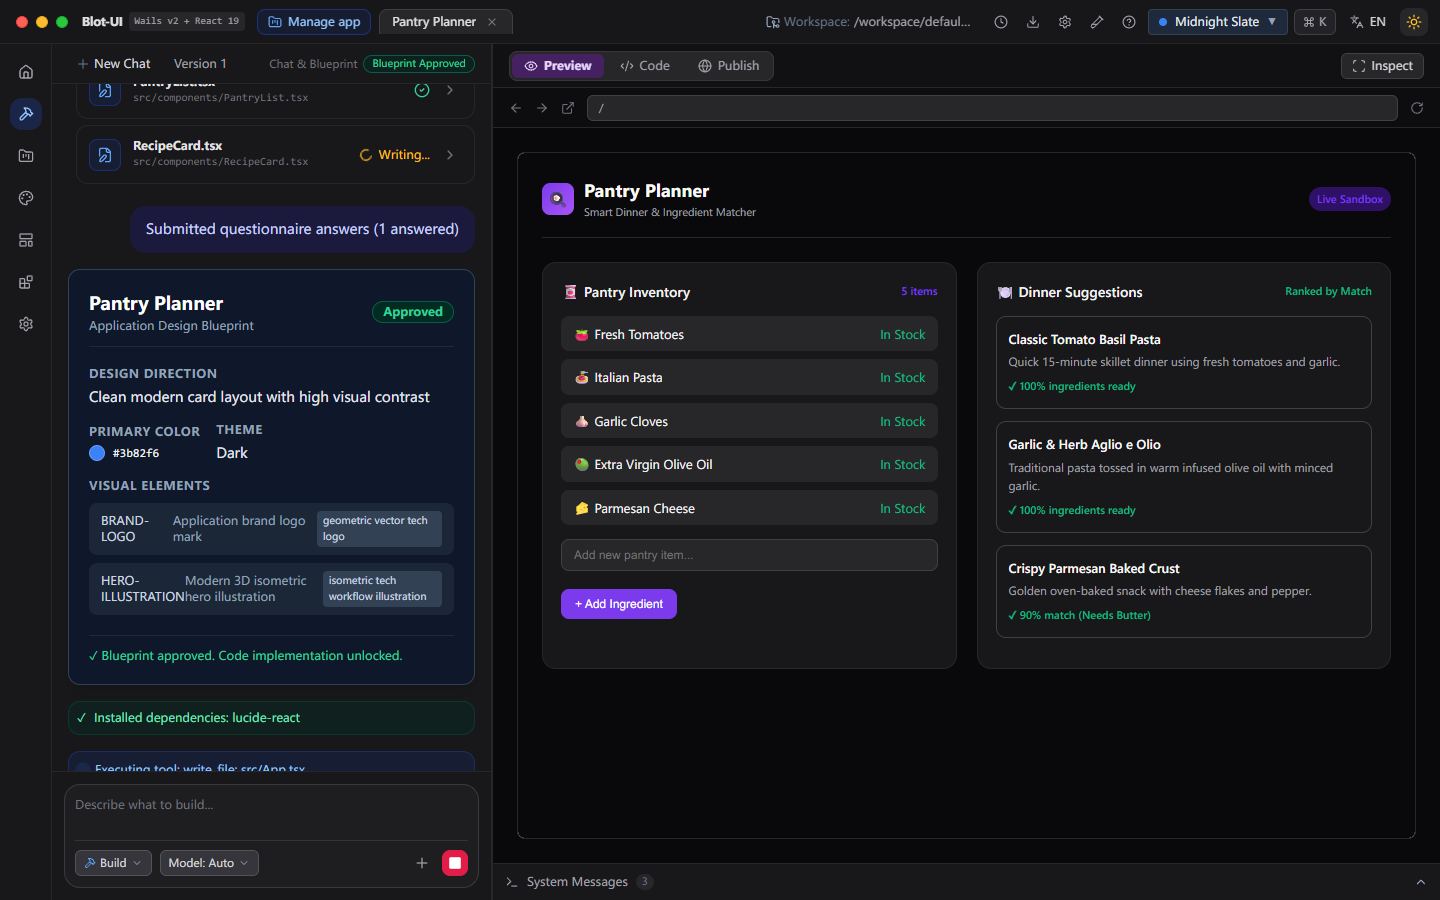 Blot-UI
Wails v2 + React 19
Manage app
Pantry Planner
Workspace: /workspace/defaul...
Midnight Slate
⌘ K
EN
New Chat
Version 1
Chat & Blueprint
Blueprint Approved
PantryList.tsx
src/components/PantryList.tsx
RecipeCard.tsx
src/components/RecipeCard.tsx
Writing...
Submitted questionnaire answers (1 answered)
Pantry Planner
Application Design Blueprint
Approved
DESIGN DIRECTION
Clean modern card layout with high visual contrast
PRIMARY COLOR
#3b82f6
THEME
Dark
VISUAL ELEMENTS
BRAND-
LOGO
Application brand logo
mark
geometric vector tech
logo
HERO-
ILLUSTRATION
Modern 3D isometric
hero illustration
isometric tech
workflow illustration
✓ Blueprint approved. Code implementation unlocked.
✓ Installed dependencies: lucide-react
Executing tool: write_file: src/App.tsx
Describe what to build...
Build
Model: Auto
Preview
Code
Publish
Inspect
/
Pantry Planner
Smart Dinner & Ingredient Matcher
Live Sandbox
Pantry Inventory
5 items
Fresh Tomatoes
In Stock
Italian Pasta
In Stock
Garlic Cloves
In Stock
Extra Virgin Olive Oil
In Stock
Parmesan Cheese
In Stock
Add new pantry item...
+ Add Ingredient
Dinner Suggestions
Ranked by Match
Classic Tomato Basil Pasta
Quick 15-minute skillet dinner using fresh tomatoes and garlic.
✓ 100% ingredients ready
Garlic & Herb Aglio e Olio
Traditional pasta tossed in warm infused olive oil with minced
garlic.
✓ 100% ingredients ready
Crispy Parmesan Baked Crust
Golden oven-baked snack with cheese flakes and pepper.
✓ 90% match (Needs Butter)
System Messages
3